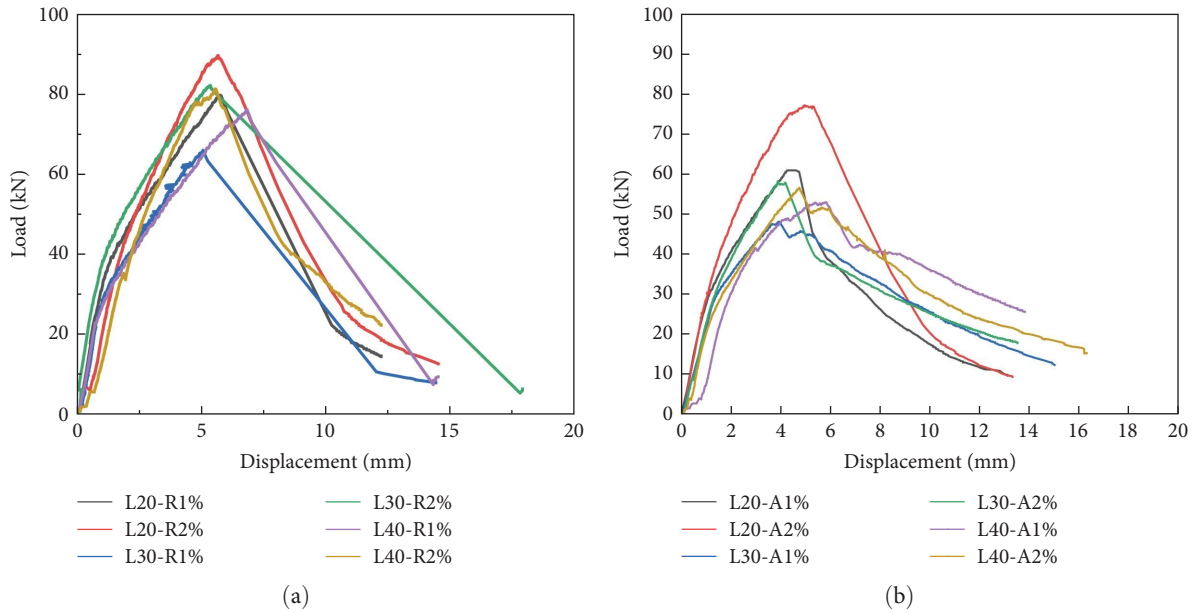 100
80
60
40
20
0
Load (kN)
0
5
10
15
20
Displacement (mm)
L20-R1%
L20-R2%
L30-R1%
L30-R2%
L40-R1%
L40-R2%
(a)
100
90
80
70
60
50
40
30
20
10
0
Load (kN)
0
2
4
6
8
10
12
14
16
18
20
Displacement (mm)
L20-A1%
L20-A2%
L30-A1%
L30-A2%
L40-A1%
L40-A2%
(b)